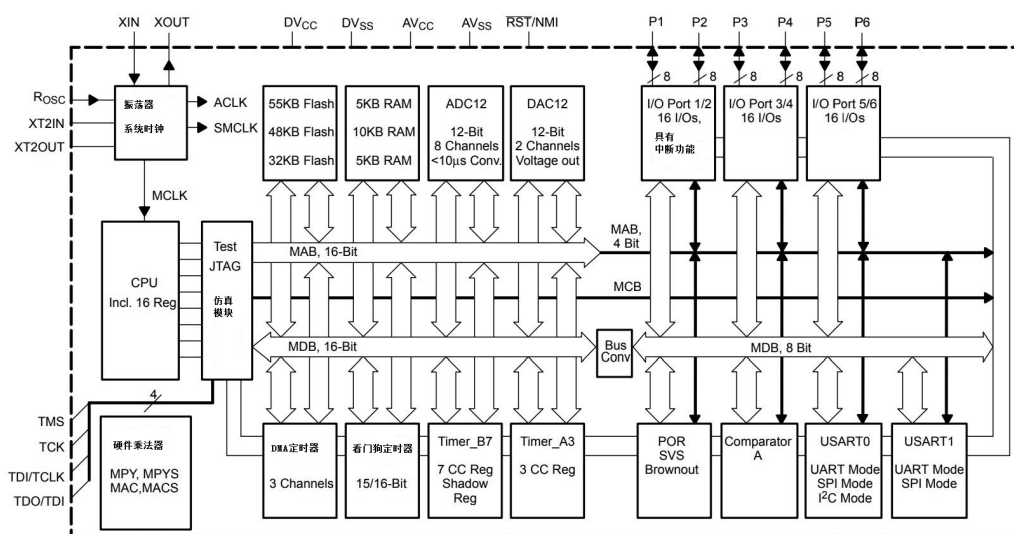 XIN XOUT DV_CC DV_SS AV_CC AV_SS RST/NMI P1 P2 P3 P4 P5 P6
8 8 8 8 8 8
R_OSC
XT2IN
XT2OUT
振荡器
系统时钟
ACLK
SMCLK
MCLK
55KB Flash
48KB Flash
32KB Flash
5KB RAM
10KB RAM
5KB RAM
ADC12
12-Bit
8 Channels
<10μs Conv.
DAC12
12-Bit
2 Channels
Voltage out
I/O Port 1/2
16 I/Os,
具有
中断功能
I/O Port 3/4
16 I/Os
I/O Port 5/6
16 I/Os
CPU
Incl. 16 Reg.
Test
JTAG
仿真
模块
MAB, 16-Bit
MAB,
4 Bit
MCB
MDB, 16-Bit
Bus
Conv
MDB, 8 Bit
4
TMS
TCK
TDI/TCLK
TDO/TDI
硬件乘法器
MPY, MPYS
MAC,MACS
DMA定时器
3 Channels
看门狗定时器
15/16-Bit
Timer_B7
7 CC Reg
Shadow
Reg
Timer_A3
3 CC Reg
POR
SVS
Brownout
Comparator
A
USART0
UART Mode
SPI Mode
I²C Mode
USART1
UART Mode
SPI Mode